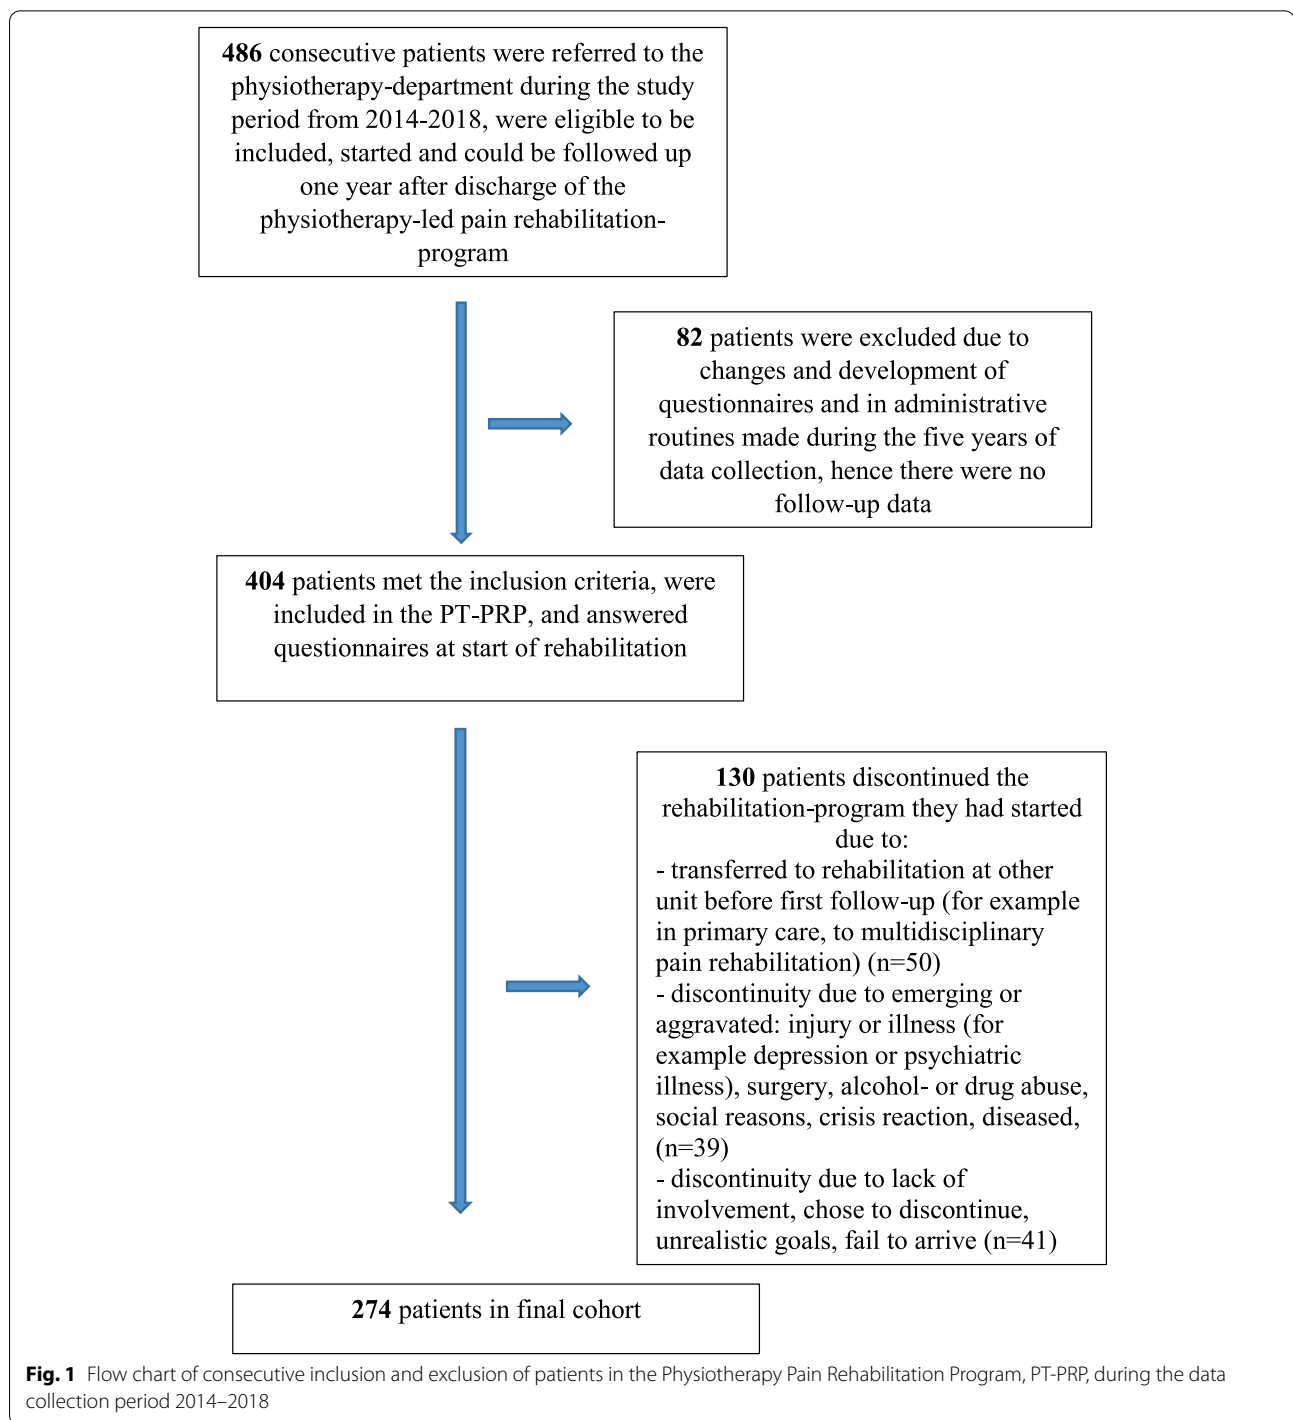 486 consecutive patients were referred to the
physiotherapy-department during the study
period from 2014-2018, were eligible to be
included, started and could be followed up
one year after discharge of the
physiotherapy-led pain rehabilitation-
program
82 patients were excluded due to
changes and development of
questionnaires and in administrative
routines made during the five years of
data collection, hence there were no
follow-up data
404 patients met the inclusion criteria, were
included in the PT-PRP, and answered
questionnaires at start of rehabilitation
130 patients discontinued the
rehabilitation-program they had started
due to:
- transferred to rehabilitation at other
unit before first follow-up (for example
in primary care, to multidisciplinary
pain rehabilitation) (n=50)
- discontinuity due to emerging or
aggravated: injury or illness (for
example depression or psychiatric
illness), surgery, alcohol- or drug abuse,
social reasons, crisis reaction, diseased,
(n=39)
- discontinuity due to lack of
involvement, chose to discontinue,
unrealistic goals, fail to arrive (n=41)
274 patients in final cohort
Fig. 1 Flow chart of consecutive inclusion and exclusion of patients in the Physiotherapy Pain Rehabilitation Program, PT-PRP, during the data
collection period 2014–2018